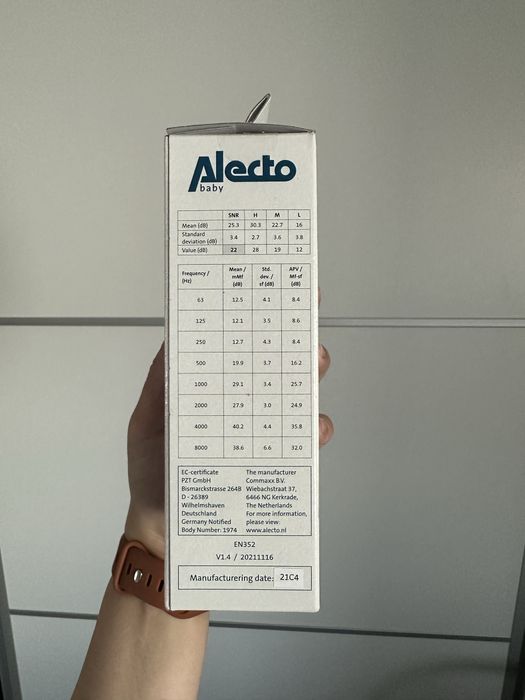 Alecto
baby
SNR H M L
Mean (dB) 25.3 30.3 22.7 16
Standard
deviation (dB) 3.4 2.7 3.6 3.8
Value (dB) 22 28 19 12
Frequency / Mean / Std. APV /
(Hz) mMf dev. / Mf-sf
(dB) sf (dB) (dB)
63 12.5 4.1 8.4
125 12.1 3.5 8.6
250 12.7 4.3 8.4
500 19.9 3.7 16.2
1000 29.1 3.4 25.7
2000 27.9 3.0 24.9
4000 40.2 4.4 35.8
8000 38.6 6.6 32.0
EC-certificate
PZT GmbH
Bismarckstrasse 264B
D - 26389
Wilhelmshaven
Deutschland
Germany Notified
Body Number: 1974
The manufacturer
Commaxx B.V.
Wiebachstraat 37,
6466 NG Kerkrade,
The Netherlands
For more information,
please view:
www.alecto.nl
EN352
V1.4 / 20211116
Manufacturering date: 21C4